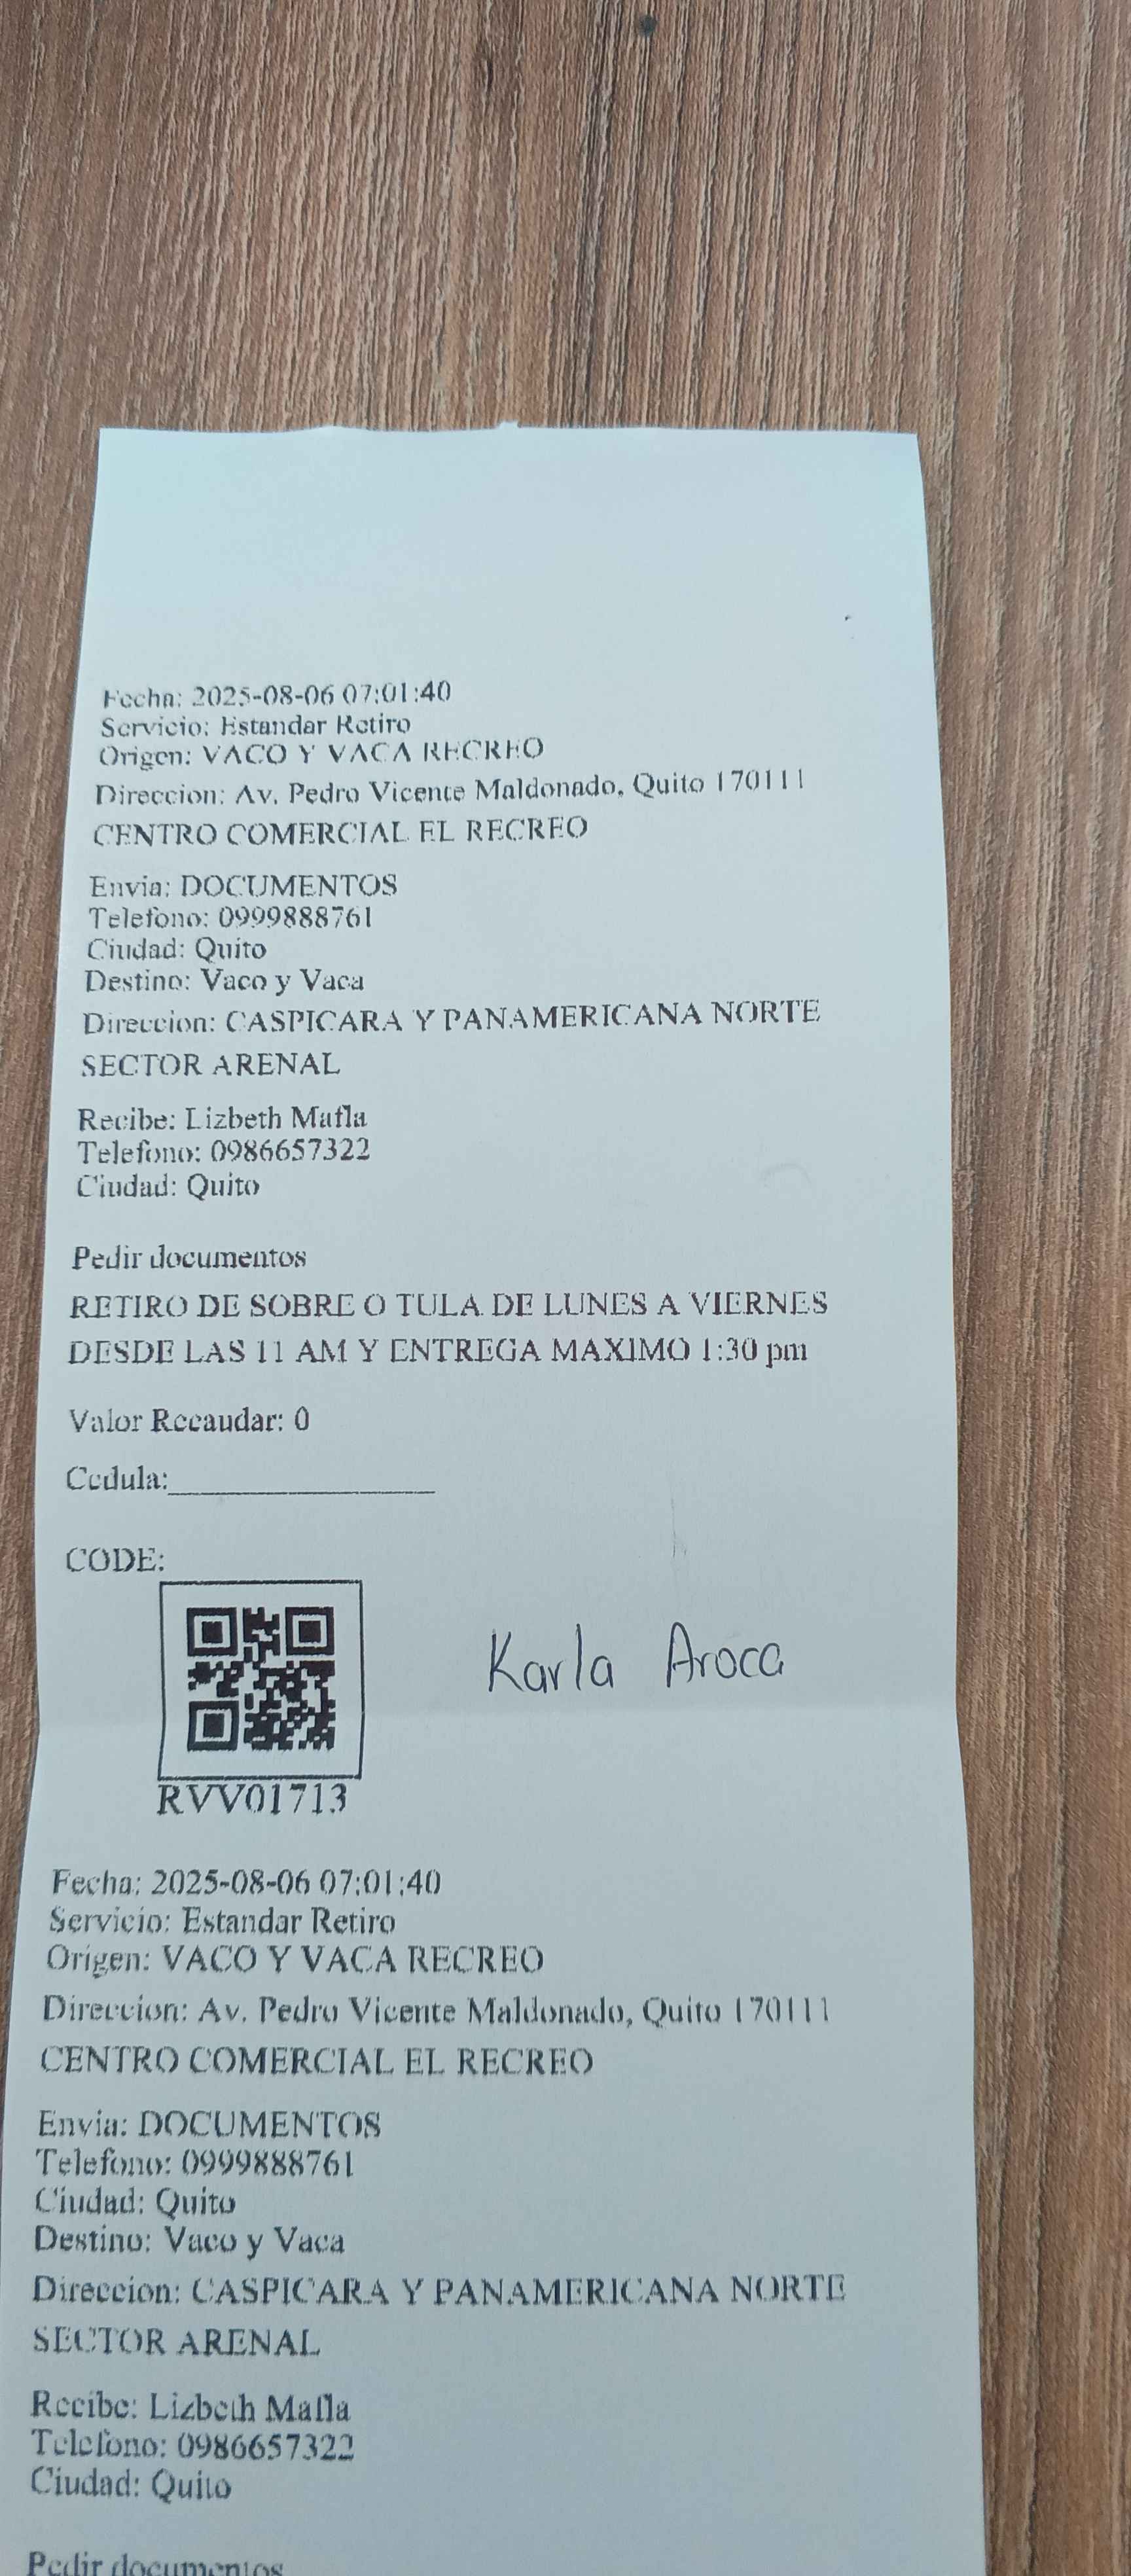 Fecha: 2025-08-06 07:01:40
Servicio: Estandar Retiro
Origen: VACO Y VACA RECREO
Direccion: Av. Pedro Vicente Maldonado, Quito 170111
CENTRO COMERCIAL EL RECREO
Envia: DOCUMENTOS
Telefono: 0999888761
Ciudad: Quito
Destino: Vaco y Vaca
Direccion: CASPICARA Y PANAMERICANA NORTE
SECTOR ARENAL
Recibe: Lizbeth Mafla
Telefono: 0986657322
Ciudad: Quito
Pedir documentos
RETIRO DE SOBRE O TULA DE LUNES A VIERNES
DESDE LAS 11 AM Y ENTREGA MAXIMO 1:30 pm
Valor Recaudar: 0
Cedula:
CODE:
Karla Aroca
RVV01713
Fecha: 2025-08-06 07:01:40
Servicio: Estandar Retiro
Origen: VACO Y VACA RECREO
Direccion: Av. Pedro Vicente Maldonado, Quito 170111
CENTRO COMERCIAL EL RECREO
Envia: DOCUMENTOS
Telefono: 0999888761
Ciudad: Quito
Destino: Vaco y Vaca
Direccion: CASPICARA Y PANAMERICANA NORTE
SECTOR ARENAL
Recibe: Lizbeth Mafla
Telefono: 0986657322
Ciudad: Quito
Pedir documentos